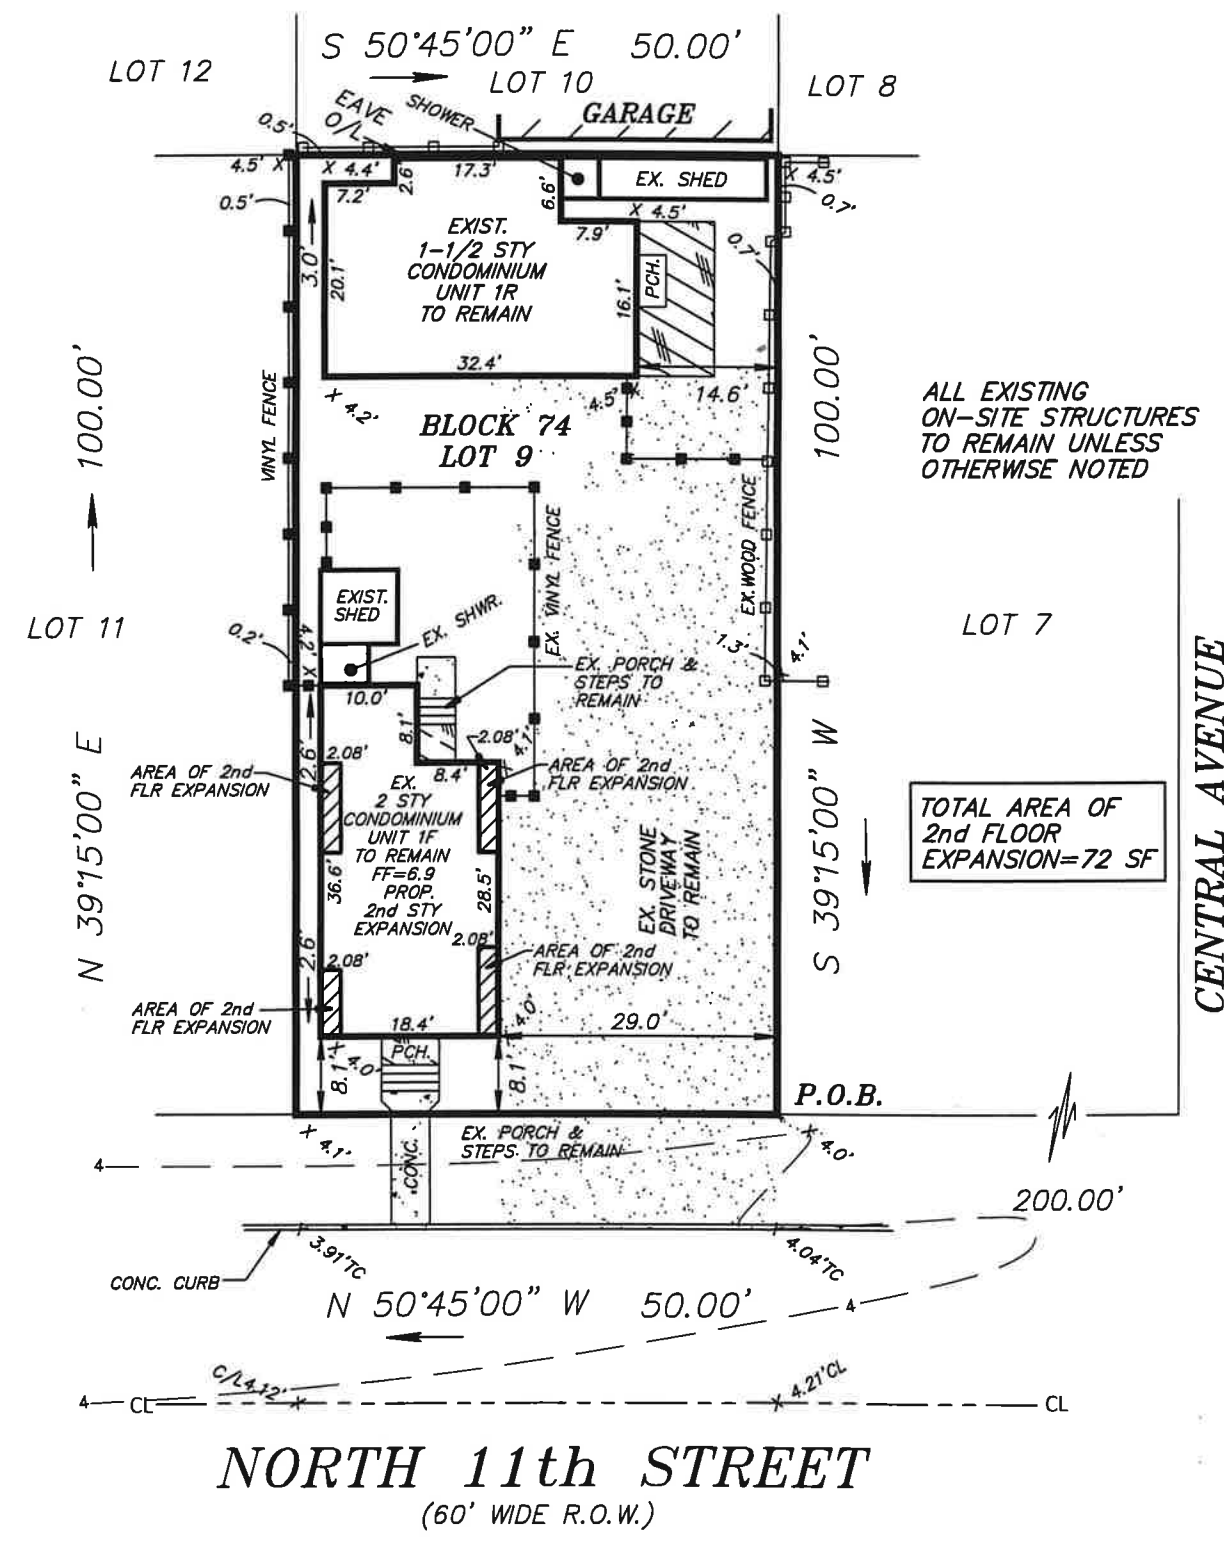 S 50°45'00" E 50.00'
LOT 12
LOT 10
LOT 8
EAVE
O/L
SHOWER
GARAGE
0.5'
4.5' X
X 4.4'
2.6'
17.3'
6.6'
EX. SHED
X 4.5'
0.7'
0.5'
7.2'
X 4.5'
7.9'
0.7'
3.0'
20.1'
EXIST.
1-1/2 STY
CONDOMINIUM
UNIT 1R
TO REMAIN
16.1'
PCH.
32.4'
X 4.2'
4.5' X
14.6'
100.00'
VINYL FENCE
BLOCK 74
LOT 9
100.00'
ALL EXISTING
ON-SITE STRUCTURES
TO REMAIN UNLESS
OTHERWISE NOTED
EX. VINYL FENCE
EX.WOOD FENCE
EXIST.
SHED
EX. SHWR.
LOT 11
0.2'
4.2' X
LOT 7
1.3'
4.1'
EX. PORCH &
STEPS TO
REMAIN
10.0'
8.1'
2.08'
4.1'
8.4'
2.08'
2.6'
AREA OF 2nd
FLR EXPANSION
AREA OF 2nd
FLR EXPANSION
EX.
2 STY
CONDOMINIUM
UNIT 1F
TO REMAIN
FF=6.9
PROP.
2nd STY
EXPANSION
36.6'
28.5'
N 39°15'00" E
EX. STONE
DRIVEWAY
TO REMAIN
S 39°15'00" W
TOTAL AREA OF
2nd FLOOR
EXPANSION=72 SF
CENTRAL AVENUE
2.6'
2.08'
2.08'
AREA OF 2nd
FLR EXPANSION
AREA OF 2nd
FLR EXPANSION
18.4'
X 4.0'
29.0'
8.1'
X
4.0'
PCH.
8.1'
P.O.B.
X 4.1'
EX. PORCH &
STEPS TO REMAIN
X 4.0'
4
CONC.
200.00'
3.91'TC
4.04'TC
CONC. CURB
N 50°45'00" W 50.00'
4
C/L4.12'
4.21'CL
4
CL
CL
NORTH 11th STREET
(60' WIDE R.O.W.)